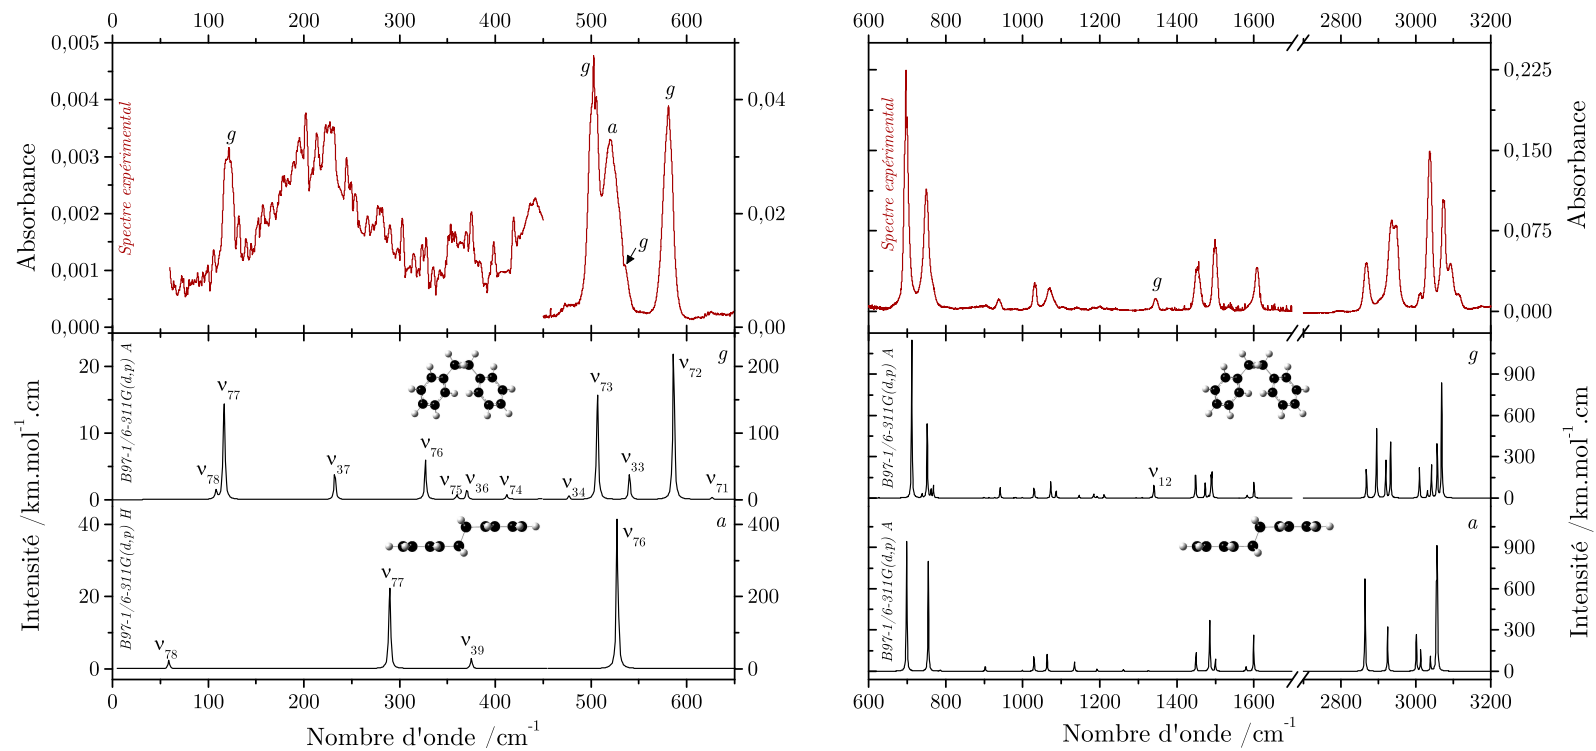 0 100 200 300 400 500 600
0,005
0,004
0,003
0,002
0,001
0,000
0,04
0,02
0,00
Absorbance
Spectre expérimental
g
g
a
g
g
20
10
0
200
100
0
B97-1/6-311G(d,p) A
g
ν78
ν77
ν37
ν76
ν75
ν36
ν74
ν34
ν73
ν33
ν72
ν71
Intensité /km.mol-1.cm
40
20
0
400
200
0
B97-1/6-311G(d,p) H
a
ν78
ν77
ν39
ν76
0 100 200 300 400 500 600
Nombre d'onde /cm-1
600 800 1000 1200 1400 1600 2800 3000 3200
0,225
0,150
0,075
0,000
Absorbance
Spectre expérimental
g
900
600
300
0
B97-1/6-311G(d,p) A
g
ν12
Intensité /km.mol-1.cm
900
600
300
0
B97-1/6-311G(d,p) A
a
600 800 1000 1200 1400 1600 2800 3000 3200
Nombre d'onde /cm-1